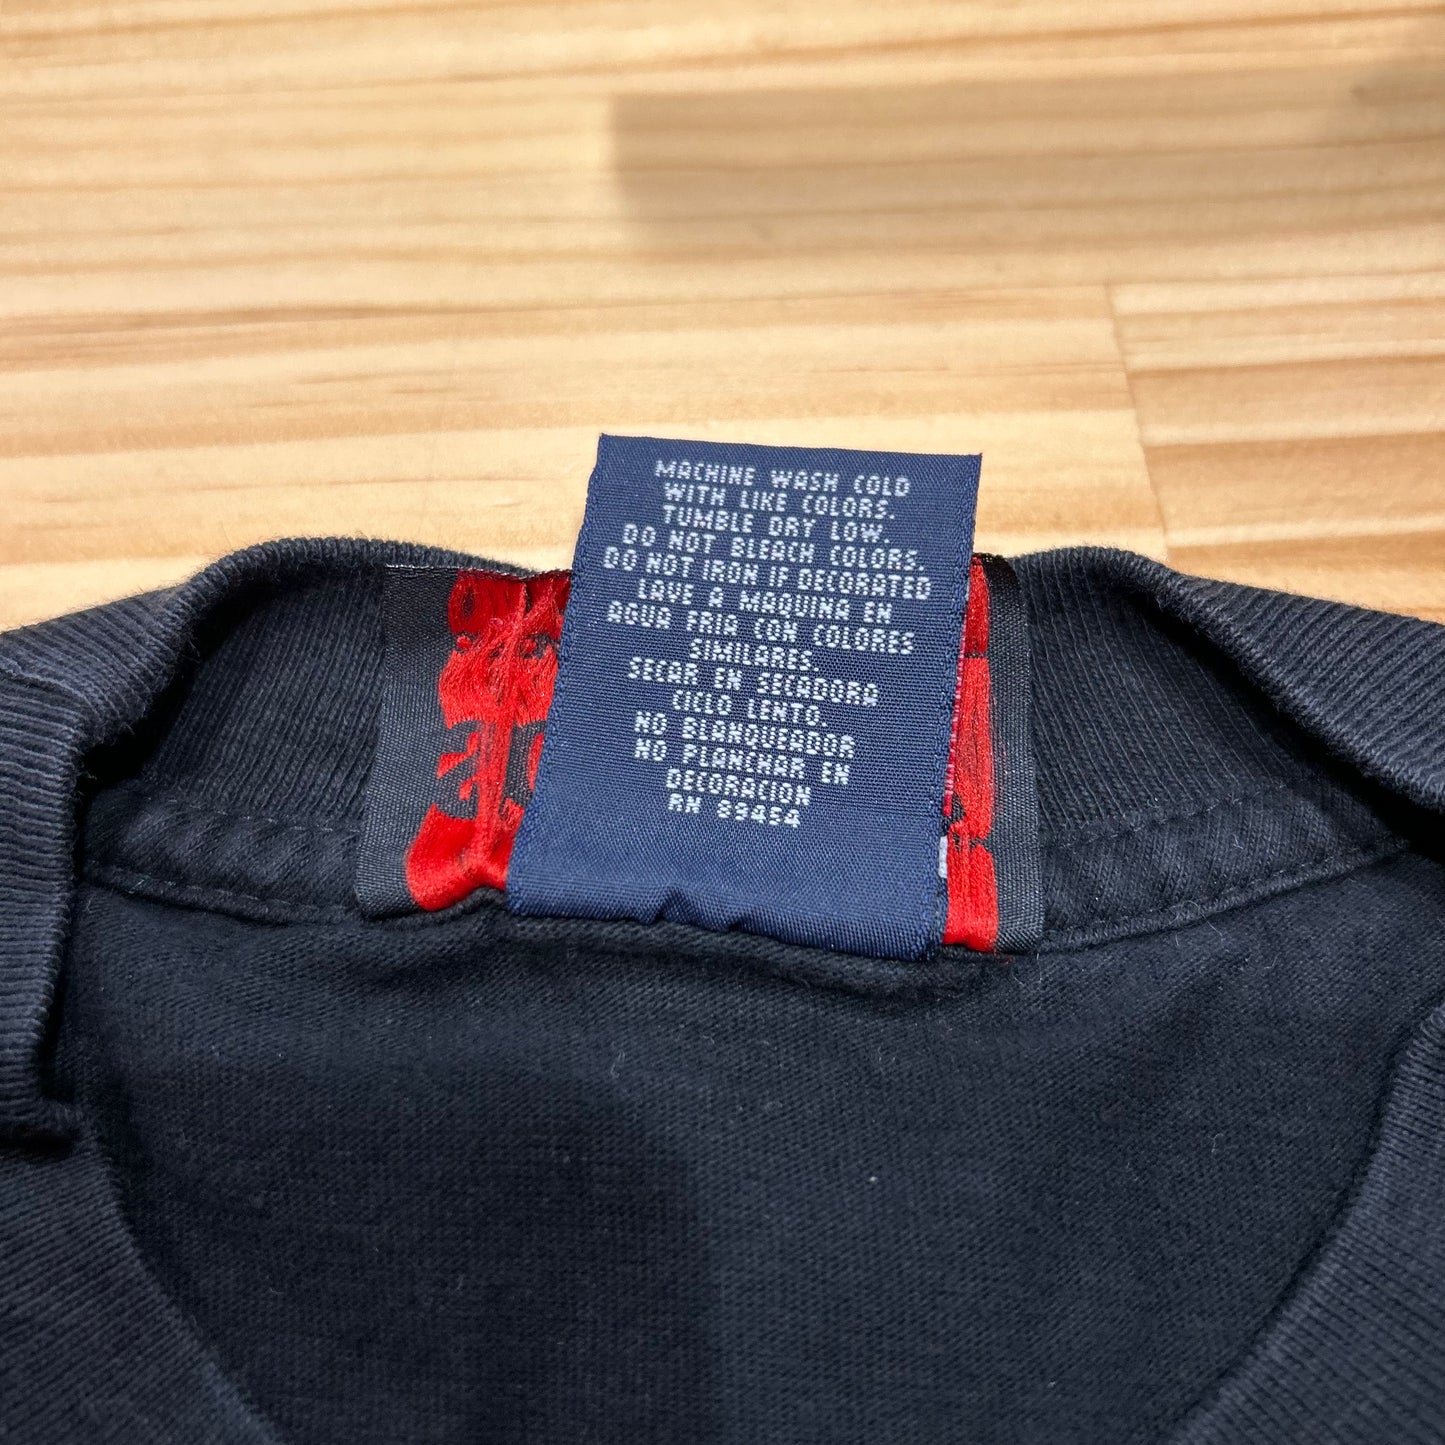 MACHINE WASH COLD
WITH LIKE COLORS.
TUMBLE DRY LOW.
DO NOT BLEACH COLORS.
DO NOT IRON IF DECORATED
LAVE A MAQUINA EN
AGUA FRIA CON COLORES
SIMILARES.
SECAR EN SECADORA
CICLO LENTO.
NO BLANQUEADOR
NO PLANCHAR EN
DECORACION
RN 89454